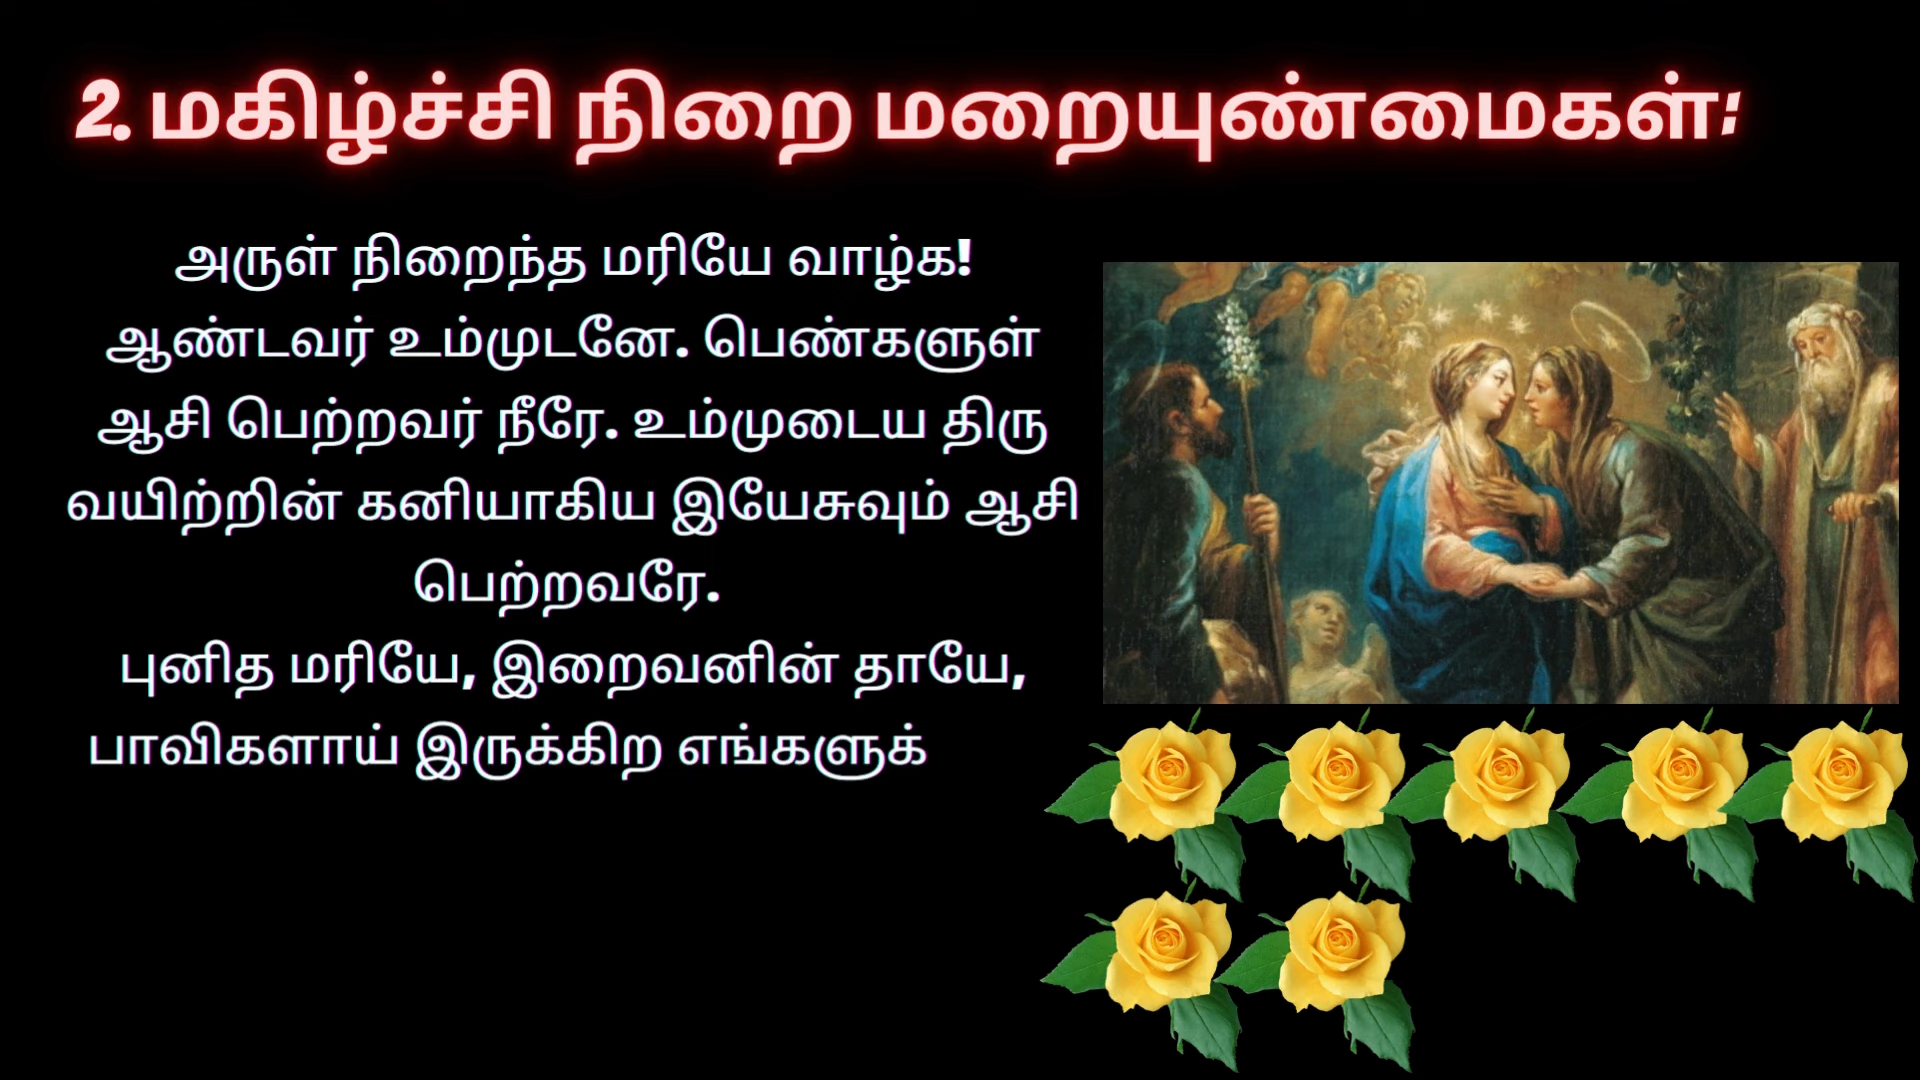 2. மகிழ்ச்சி நிறை மறையுண்மைகள்:
அருள் நிறைந்த மரியே வாழ்க!
ஆண்டவர் உம்முடனே. பெண்களுள்
ஆசி பெற்றவர் நீரே. உம்முடைய திரு
வயிற்றின் கனியாகிய இயேசுவும் ஆசி
பெற்றவரே.
புனித மரியே, இறைவனின் தாயே,
பாவிகளாய் இருக்கிற எங்களுக்